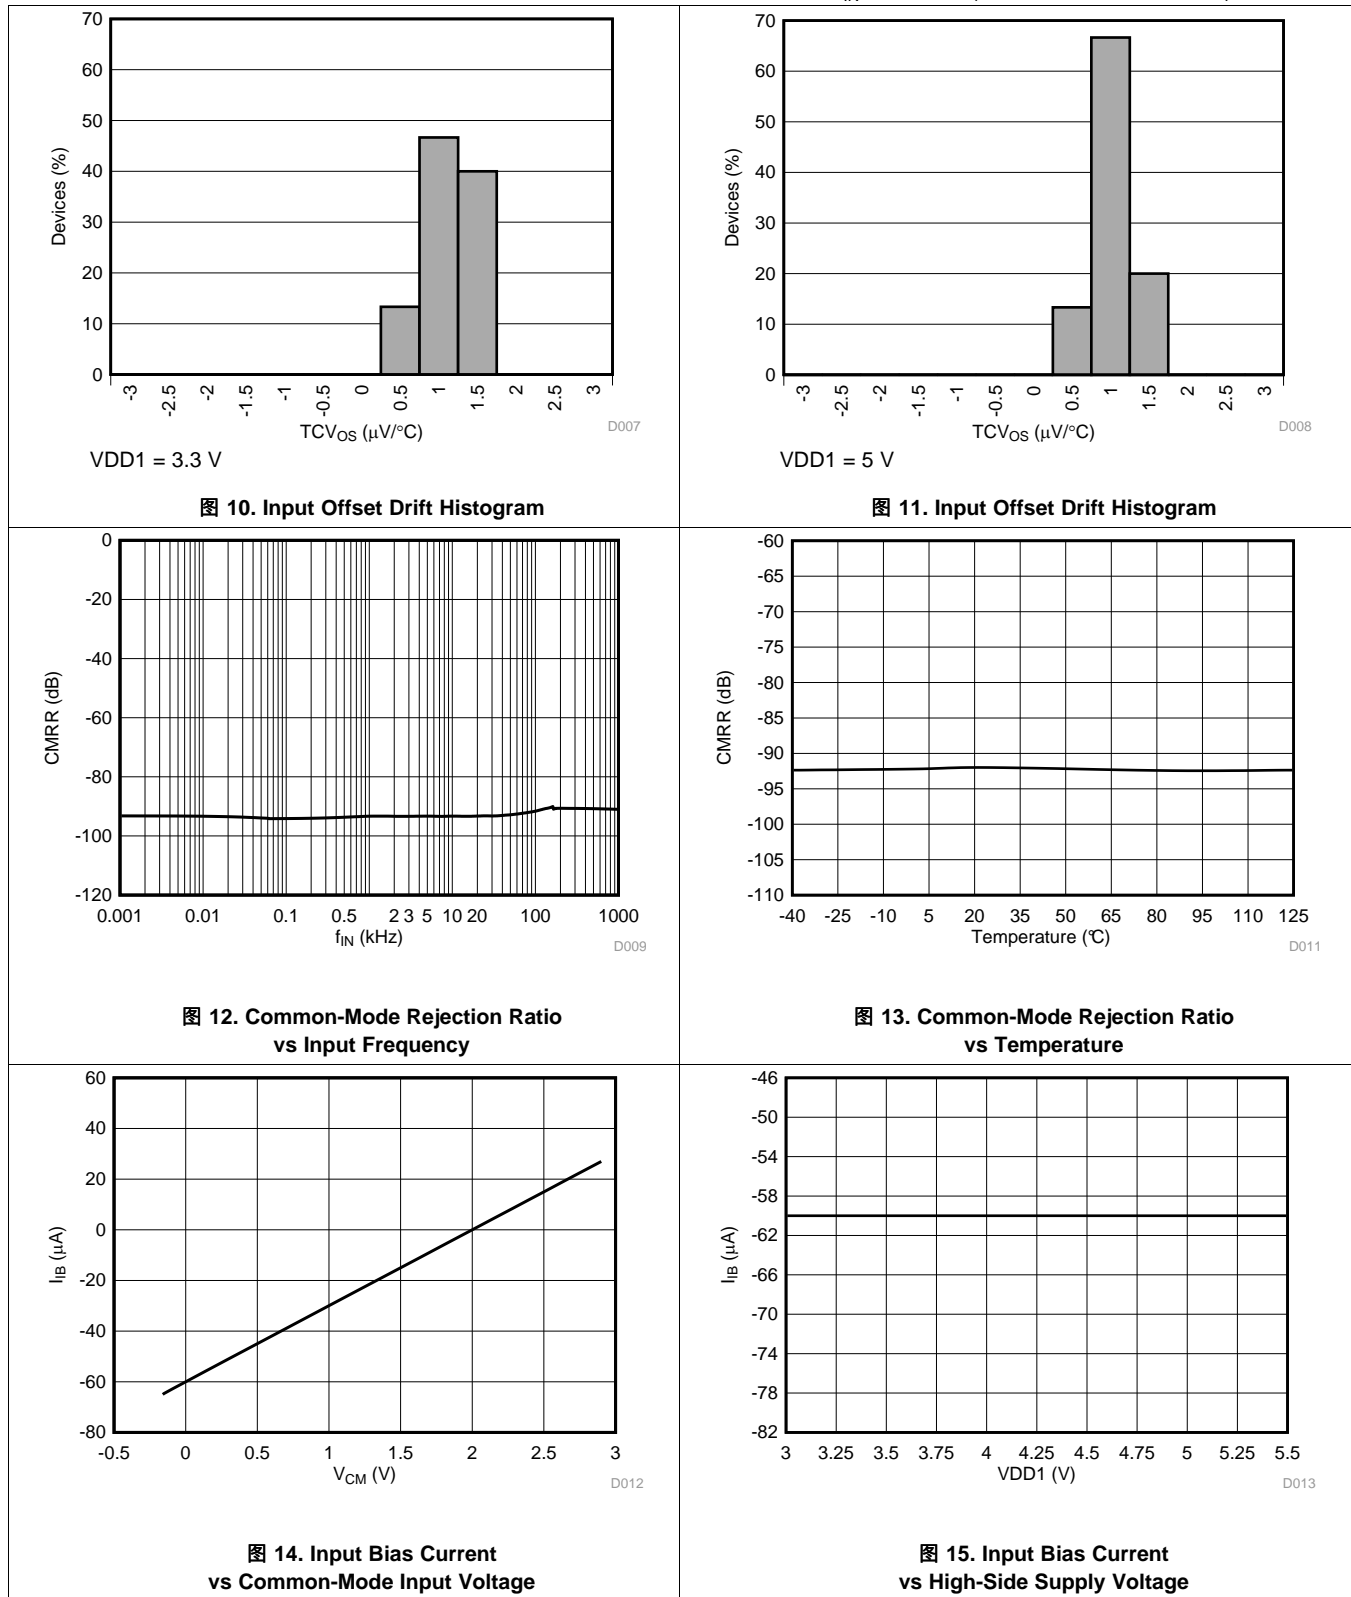 70
60
50
40
30
20
10
0
Devices (%)
-3 -2.5 -2 -1.5 -1 -0.5 0 0.5 1 1.5 2 2.5 3
TCVOS (μV/°C)
D007
VDD1 = 3.3 V
图 10. Input Offset Drift Histogram
70
60
50
40
30
20
10
0
Devices (%)
-3 -2.5 -2 -1.5 -1 -0.5 0 0.5 1 1.5 2 2.5 3
TCVOS (μV/°C)
D008
VDD1 = 5 V
图 11. Input Offset Drift Histogram
0
-20
-40
-60
-80
-100
-120
CMRR (dB)
0.001 0.01 0.1 0.5 2 3 5 10 20 100 1000
fIN (kHz)
D009
图 12. Common-Mode Rejection Ratio
vs Input Frequency
-60
-65
-70
-75
-80
-85
-90
-95
-100
-105
-110
CMRR (dB)
-40 -25 -10 5 20 35 50 65 80 95 110 125
Temperature (°C)
D011
图 13. Common-Mode Rejection Ratio
vs Temperature
60
40
20
0
-20
-40
-60
-80
IIB (μA)
-0.5 0 0.5 1 1.5 2 2.5 3
VCM (V)
D012
图 14. Input Bias Current
vs Common-Mode Input Voltage
-46
-50
-54
-58
-62
-66
-70
-74
-78
-82
IIB (μA)
3 3.25 3.5 3.75 4 4.25 4.5 4.75 5 5.25 5.5
VDD1 (V)
D013
图 15. Input Bias Current
vs High-Side Supply Voltage